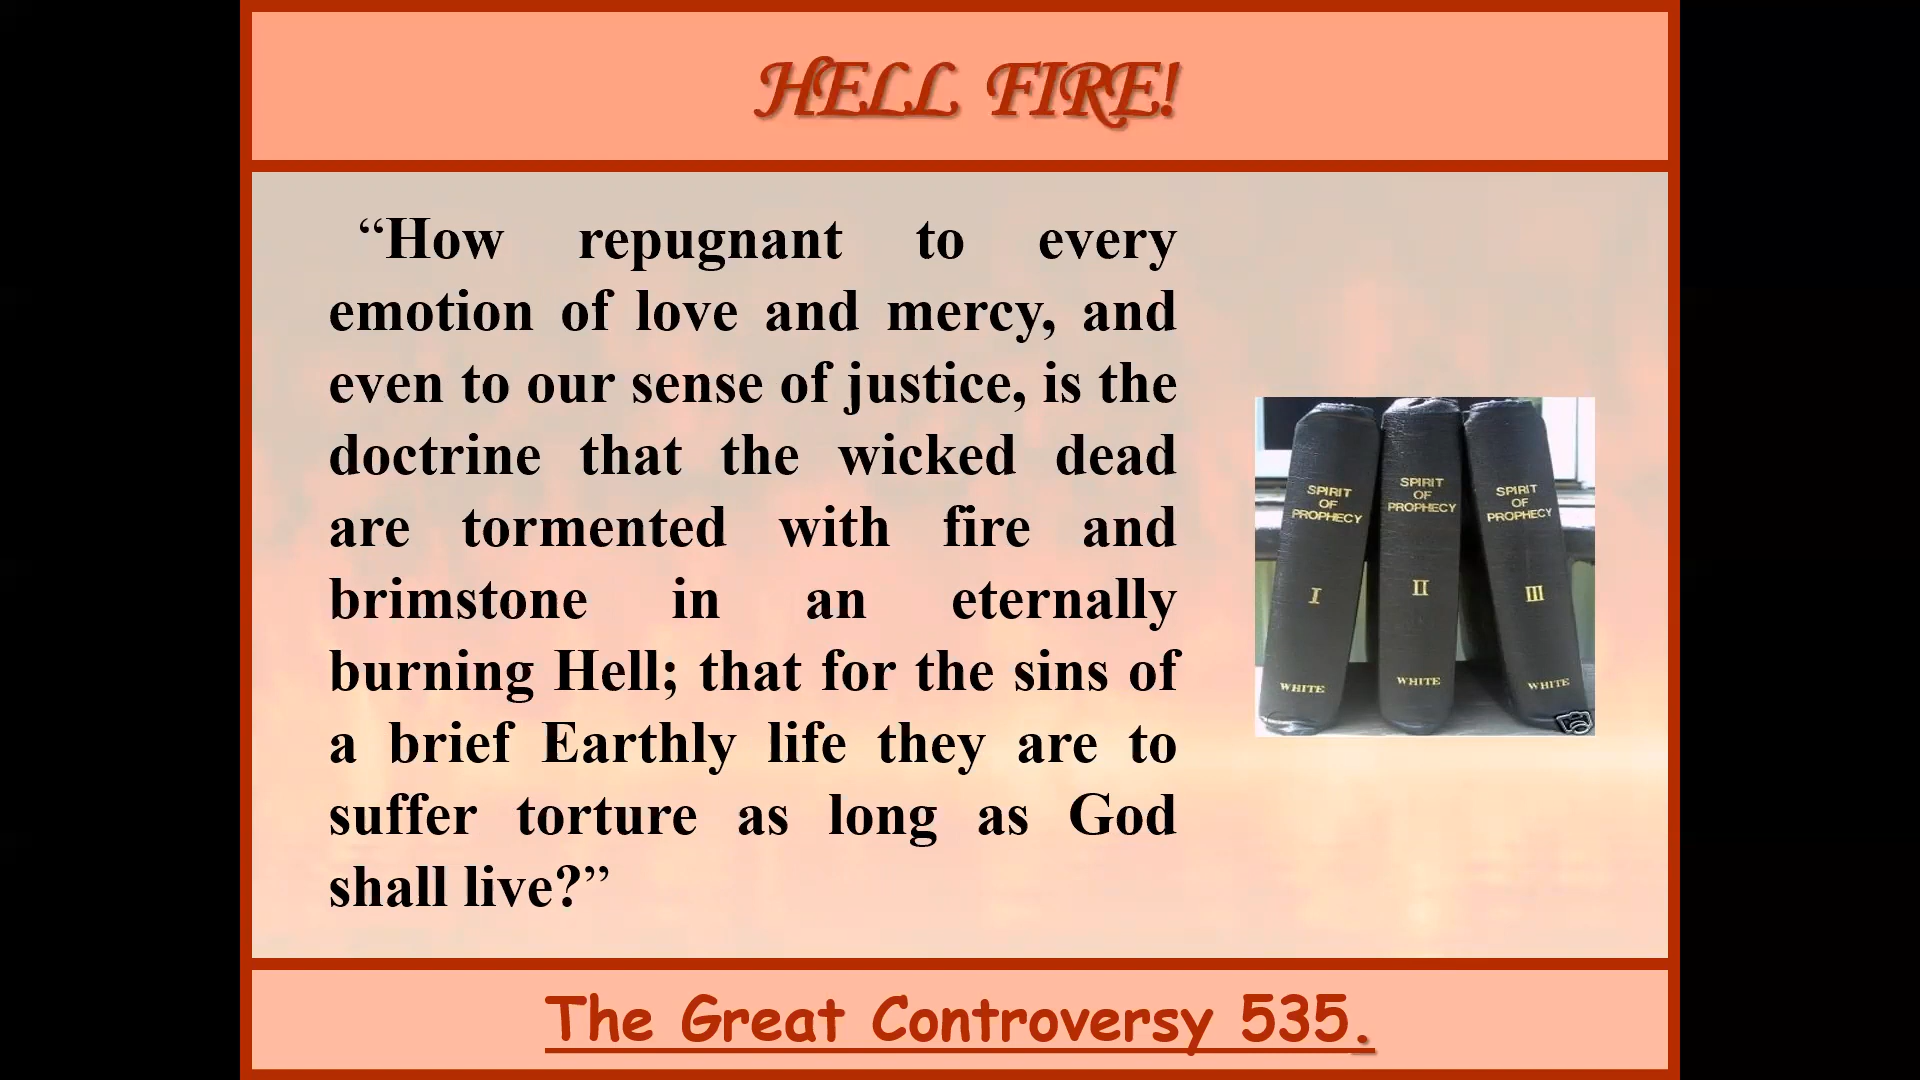 HELL FIRE!
“How repugnant to every
emotion of love and mercy, and
even to our sense of justice, is the
doctrine that the wicked dead
are tormented with fire and
brimstone in an eternally
burning Hell; that for the sins of
a brief Earthly life they are to
suffer torture as long as God
shall live?”
SPIRIT
OF
PROPHECY
I
WHITE
SPIRIT
OF
PROPHECY
II
WHITE
SPIRIT
OF
PROPHECY
III
WHITE
The Great Controversy 535.